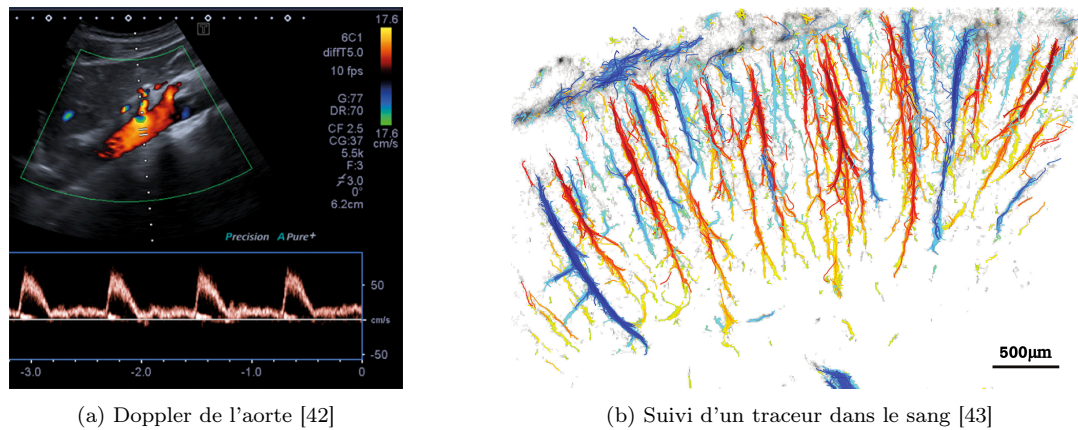 17.6
6C1
diffT5.0
10 fps
G:77
DR:70
17.6
cm/s
CF 2.5
CG:37
5.5k
F:3
3.0
0°
6.2cm
Precision A Pure+
50
cm/s
-50
-3.0 -2.0 -1.0 0
500µm
(a) Doppler de l'aorte [42]
(b) Suivi d'un traceur dans le sang [43]